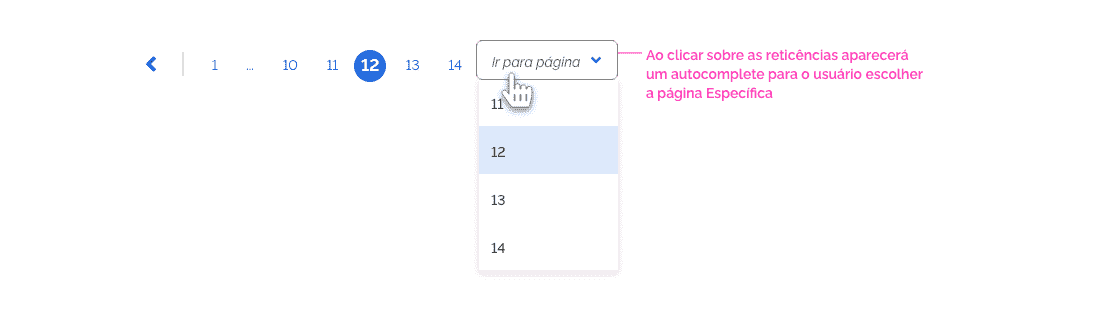 1 ... 10 11 12 13 14 Ir para página
11
12
13
14
Ao clicar sobre as reticências aparecerá
um autocomplete para o usuário escolher
a página Específica